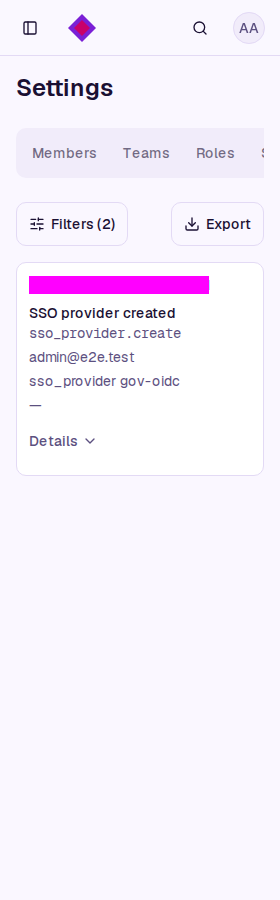 AA
Settings
Members Teams Roles
Filters (2) Export
SSO provider created
sso_provider.create
admin@e2e.test
sso_provider gov-oidc
—
Details